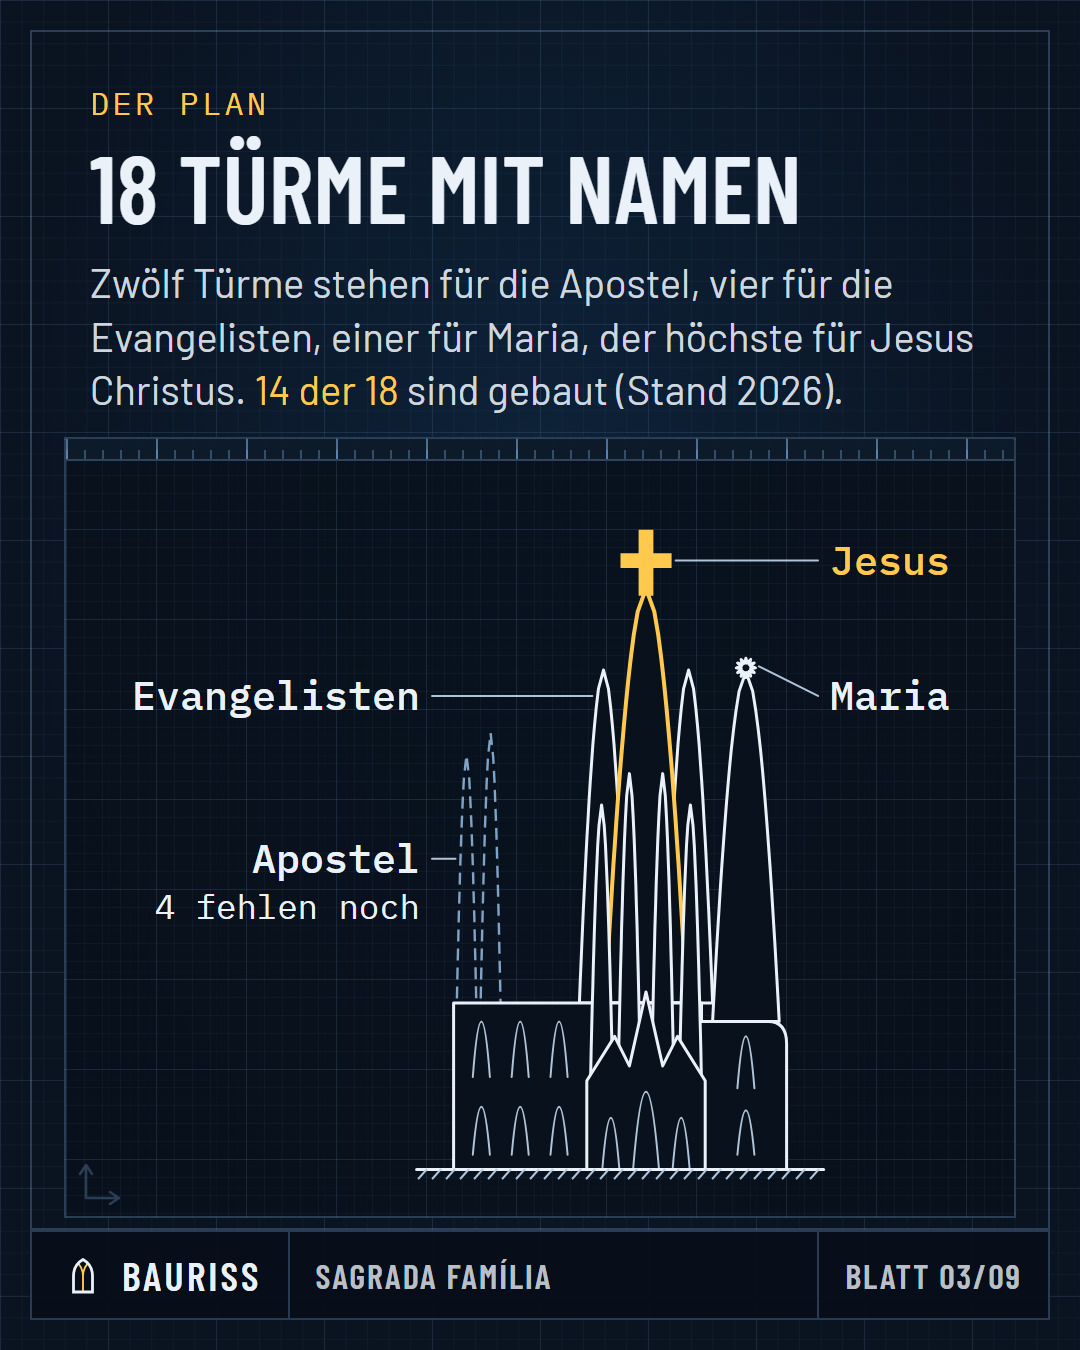 DER PLAN
18 TÜRME MIT NAMEN
Zwölf Türme stehen für die Apostel, vier für die
Evangelisten, einer für Maria, der höchste für Jesus
Christus. 14 der 18 sind gebaut (Stand 2026).
Jesus
Evangelisten
Maria
Apostel
4 fehlen noch
BAURISS
SAGRADA FAMÍLIA
BLATT 03/09